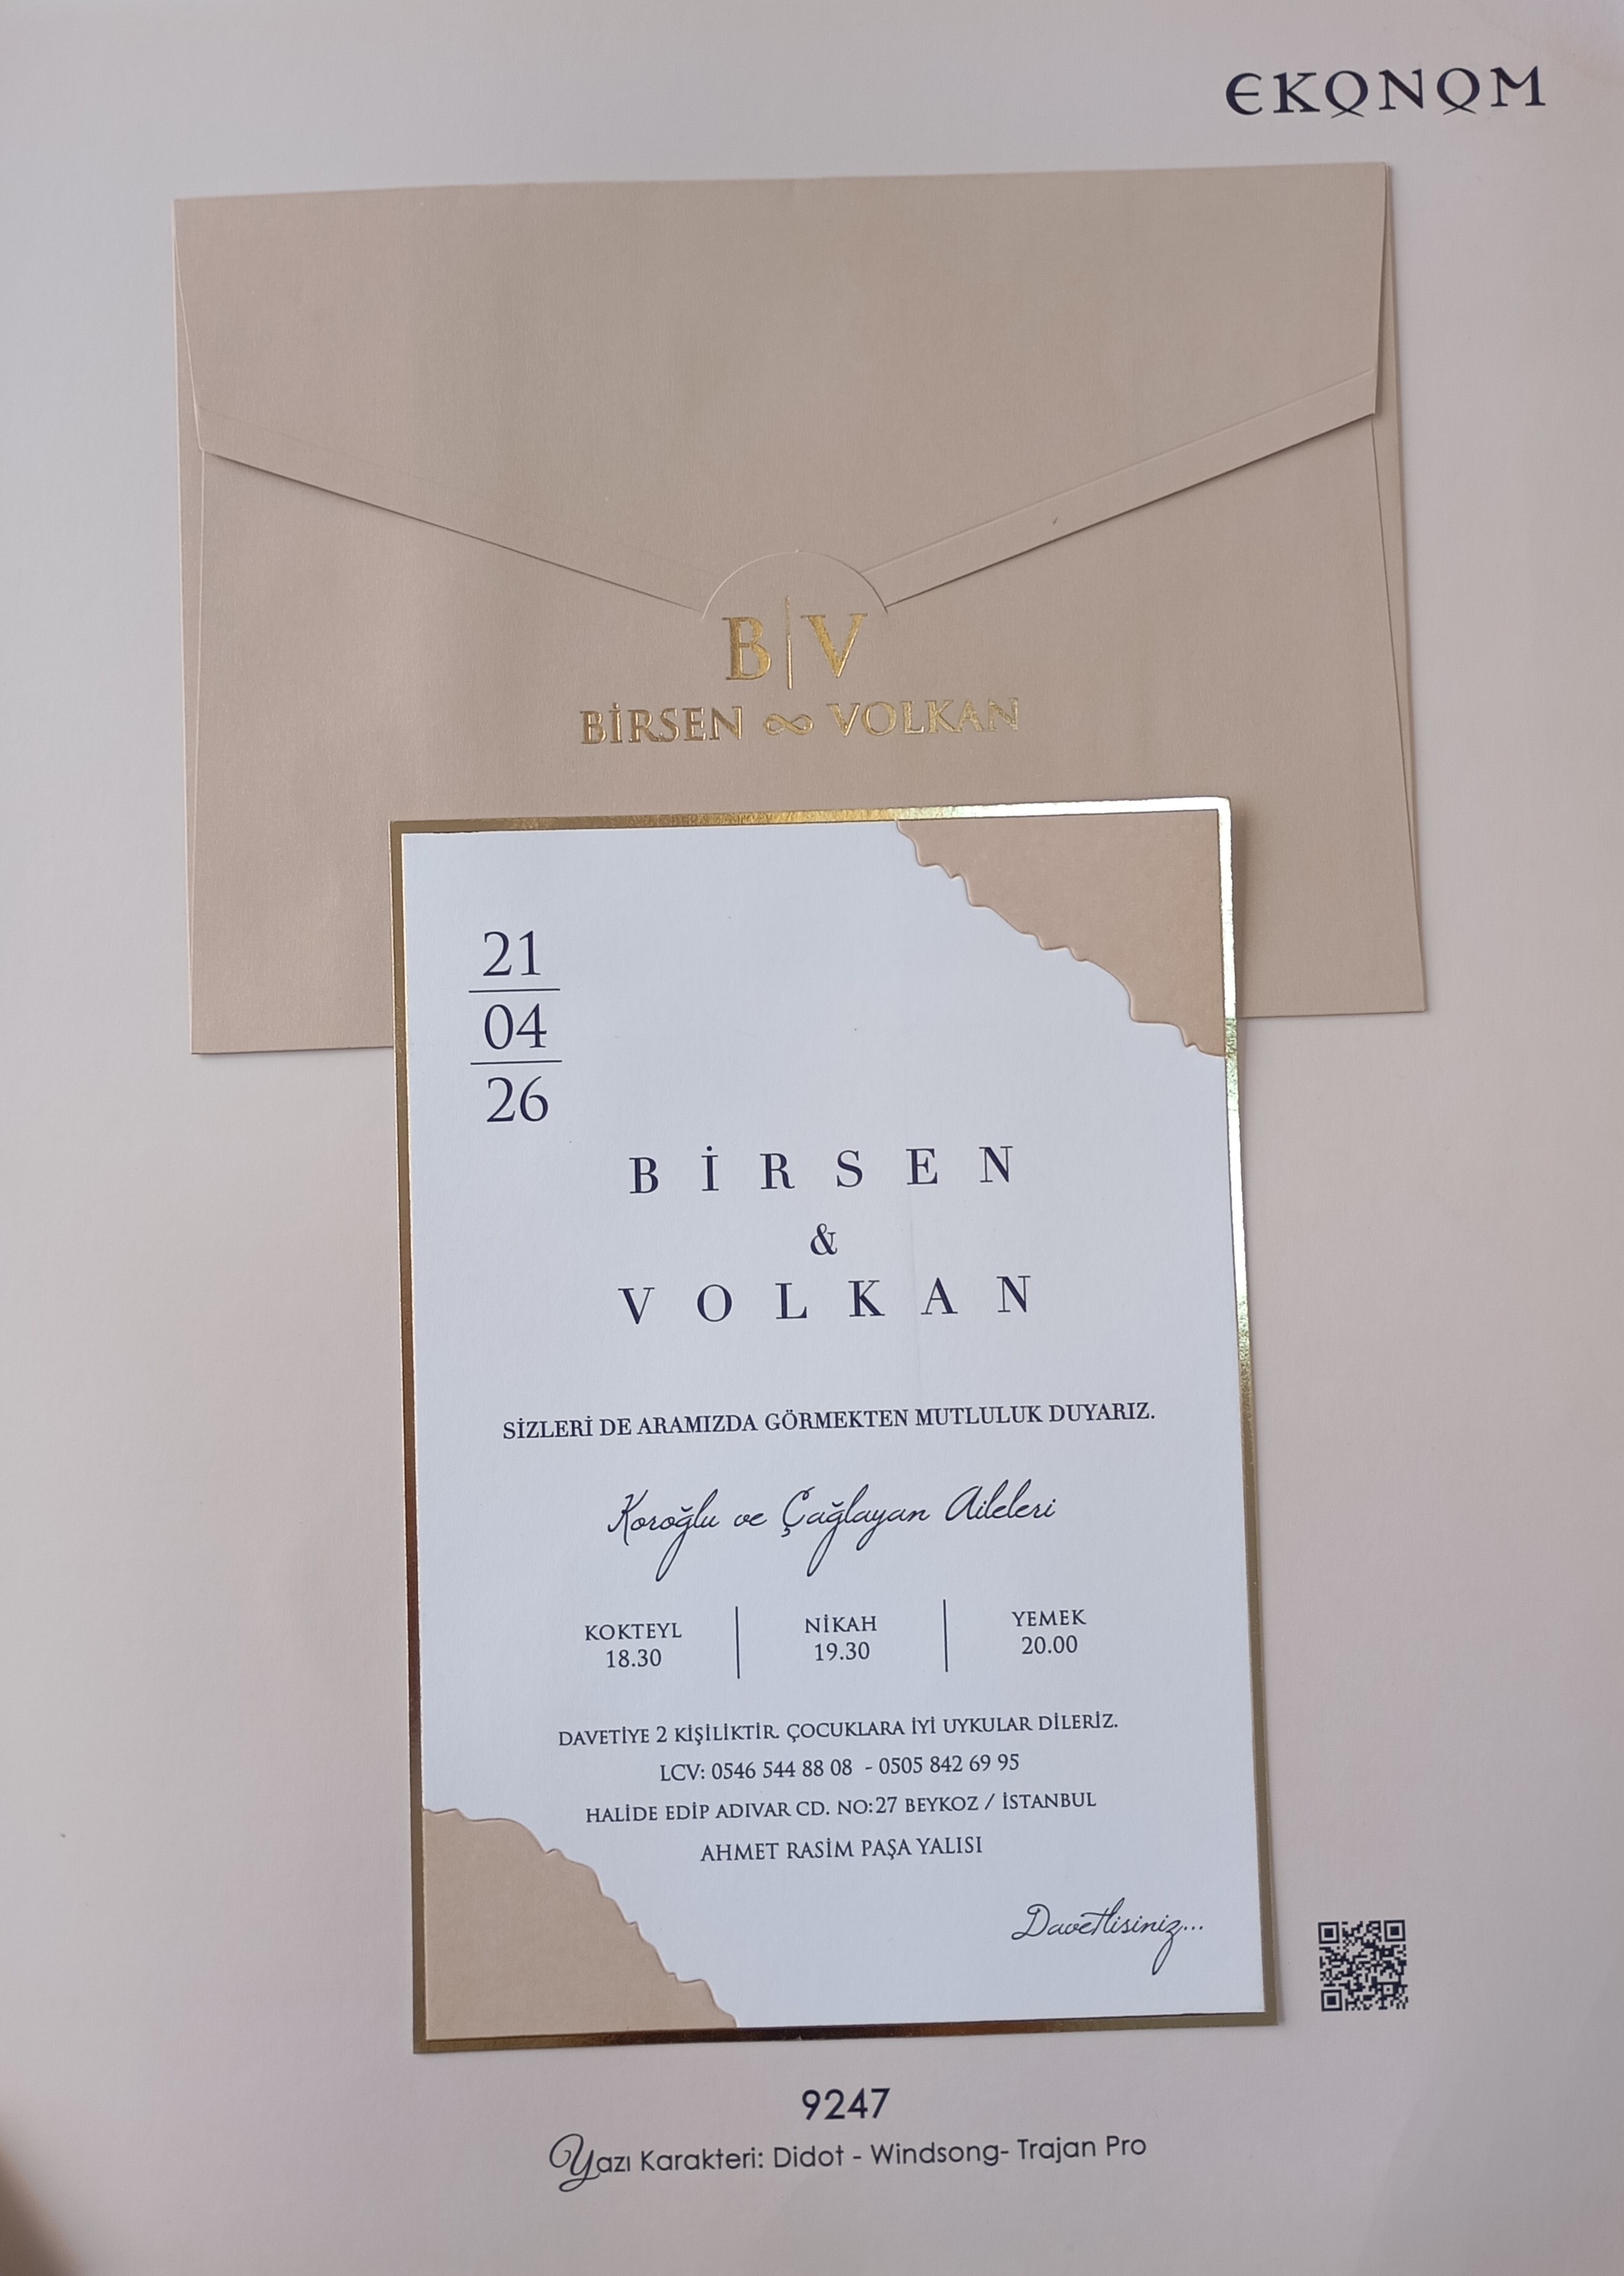 EKONOM
B|V
BİRSEN ∞ VOLKAN
21
04
26
BİRSEN
&
VOLKAN
SİZLERİ DE ARAMIZDA GÖRMEKTEN MUTLULUK DUYARIZ.
Koroğlu ve Çağlayan Aileleri
KOKTEYL NİKAH YEMEK
18.30 19.30 20.00
DAVETİYE 2 KİŞİLİKTİR. ÇOCUKLARA İYİ UYKULAR DİLERİZ.
LCV: 0546 544 88 08 - 0505 842 69 95
HALİDE EDİP ADIVAR CD. NO:27 BEYKOZ / İSTANBUL
AHMET RASİM PAŞA YALISI
Davetlisiniz...
9247
Yazı Karakteri: Didot - Windsong- Trajan Pro